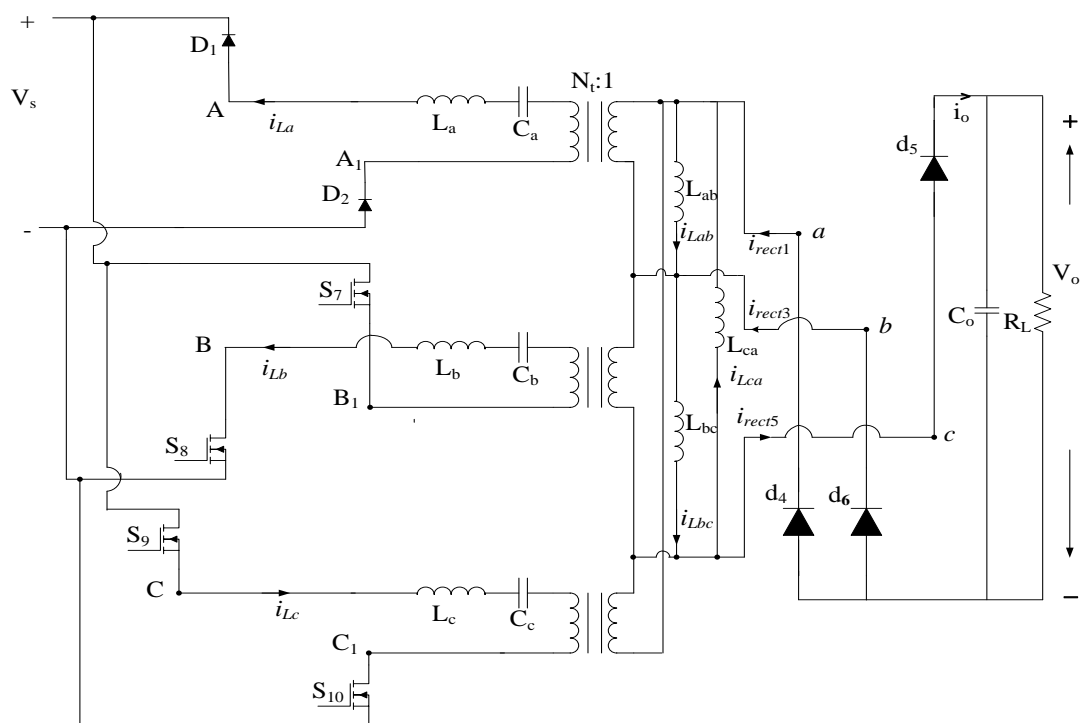 +
D1
Vs
A
iLa
La
Ca
Nt:1
A1
D2
-
Lab
iLab
irect1
a
d5
io
+
S7
irect3
b
Co
RL
Vo
B
iLb
Lb
Cb
Lca
iLca
B1
S8
Lbc
irect5
c
d4
d6
S9
iLbc
C
iLc
Lc
Cc
−
C1
S10